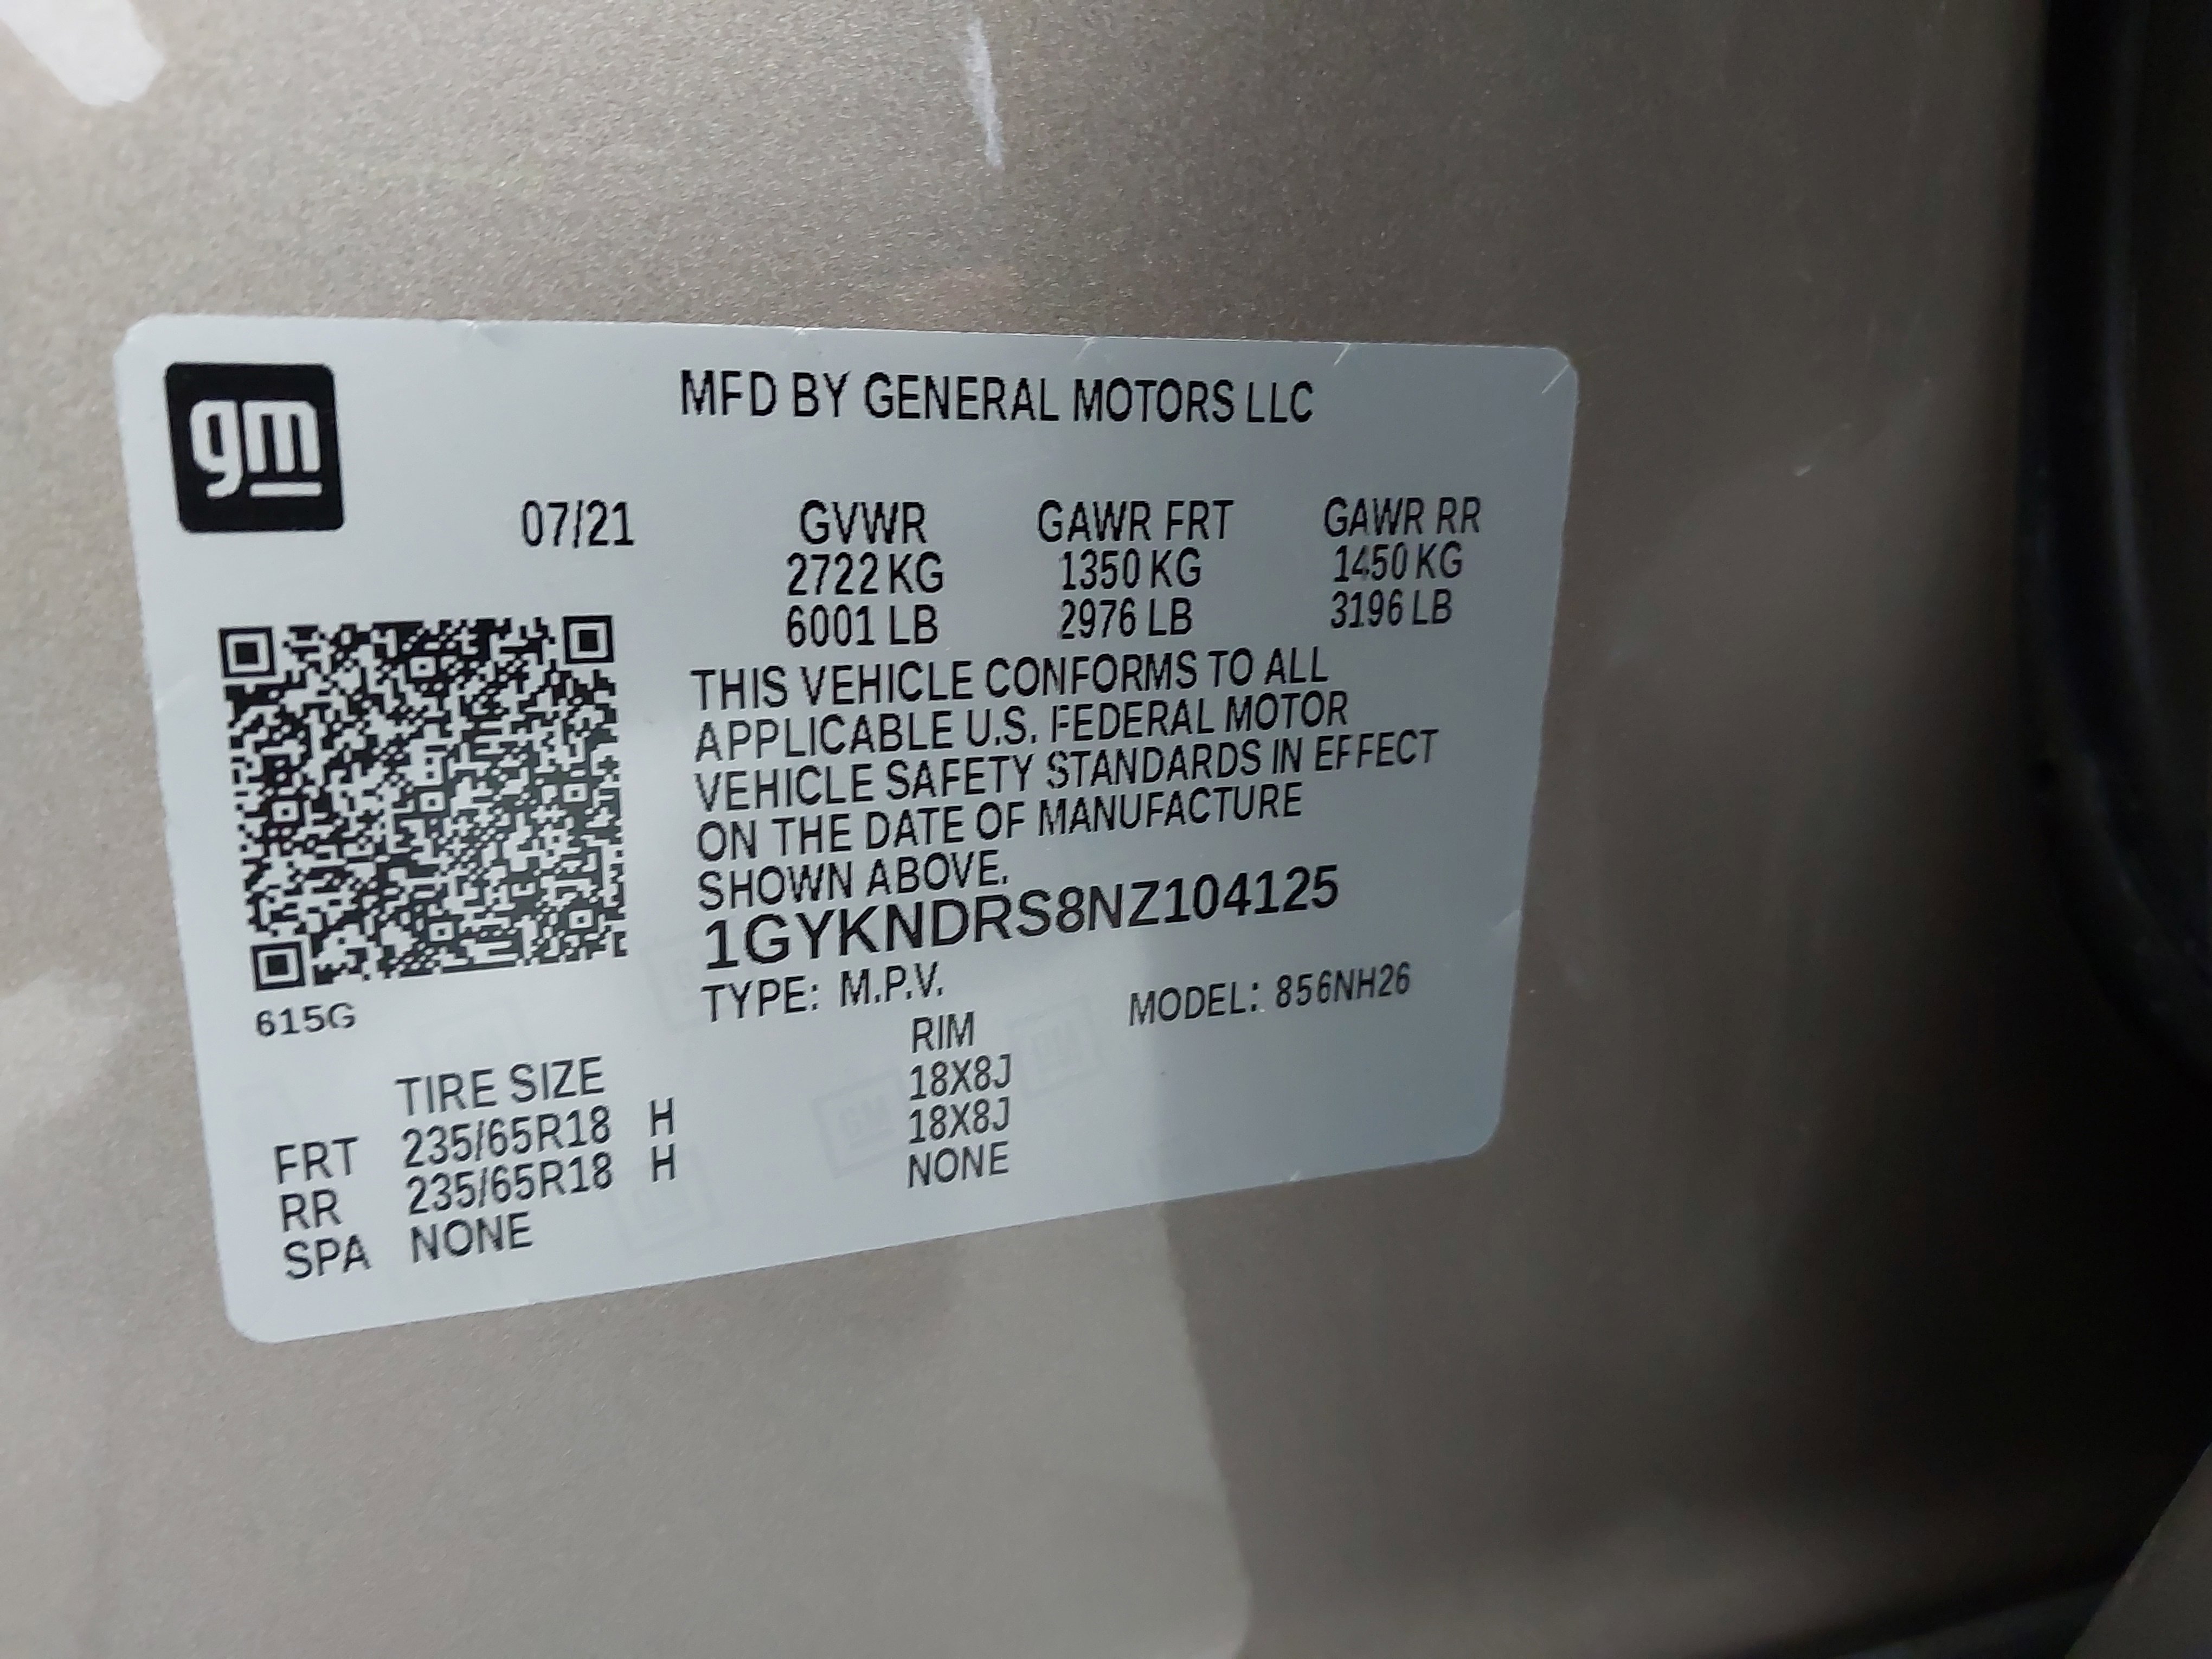 gm
MFD BY GENERAL MOTORS LLC
07/21 GVWR GAWR FRT GAWR RR
2722 KG 1350 KG 1450 KG
6001 LB 2976 LB 3196 LB
THIS VEHICLE CONFORMS TO ALL
APPLICABLE U.S. FEDERAL MOTOR
VEHICLE SAFETY STANDARDS IN EFFECT
ON THE DATE OF MANUFACTURE
SHOWN ABOVE.
1GYKNDRS8NZ104125
TYPE: M.P.V. MODEL: 856NH26
615G
TIRE SIZE RIM
FRT 235/65R18 H 18X8J
RR 235/65R18 H 18X8J
SPA NONE NONE